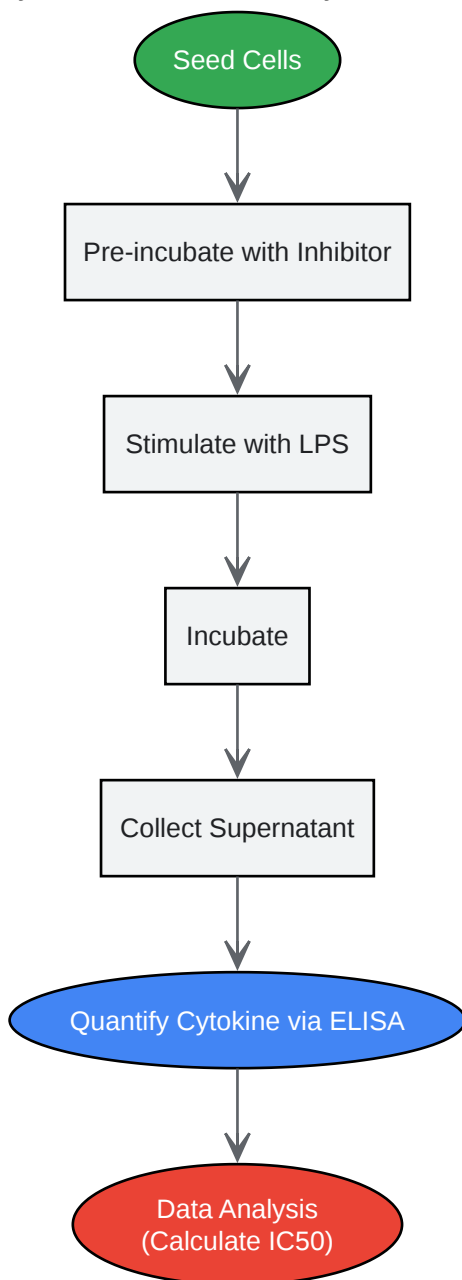 Seed Cells
Pre-incubate with Inhibitor
Stimulate with LPS
Incubate
Collect Supernatant
Quantify Cytokine via ELISA
Data Analysis
(Calculate IC50)